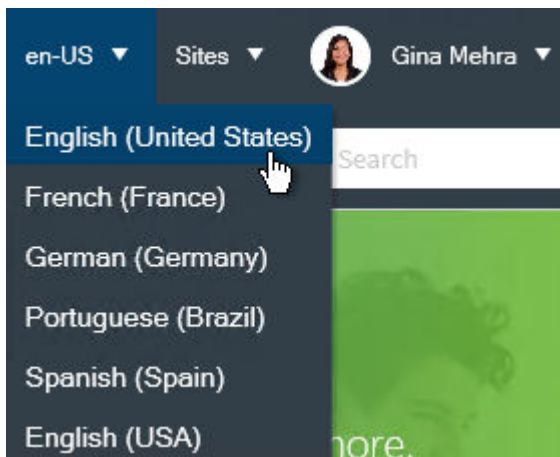 en-US ▼ Sites ▼ Gina Mehra ▼
English (United States)
Search
French (France)
German (Germany)
Portuguese (Brazil)
Spanish (Spain)
English (USA)